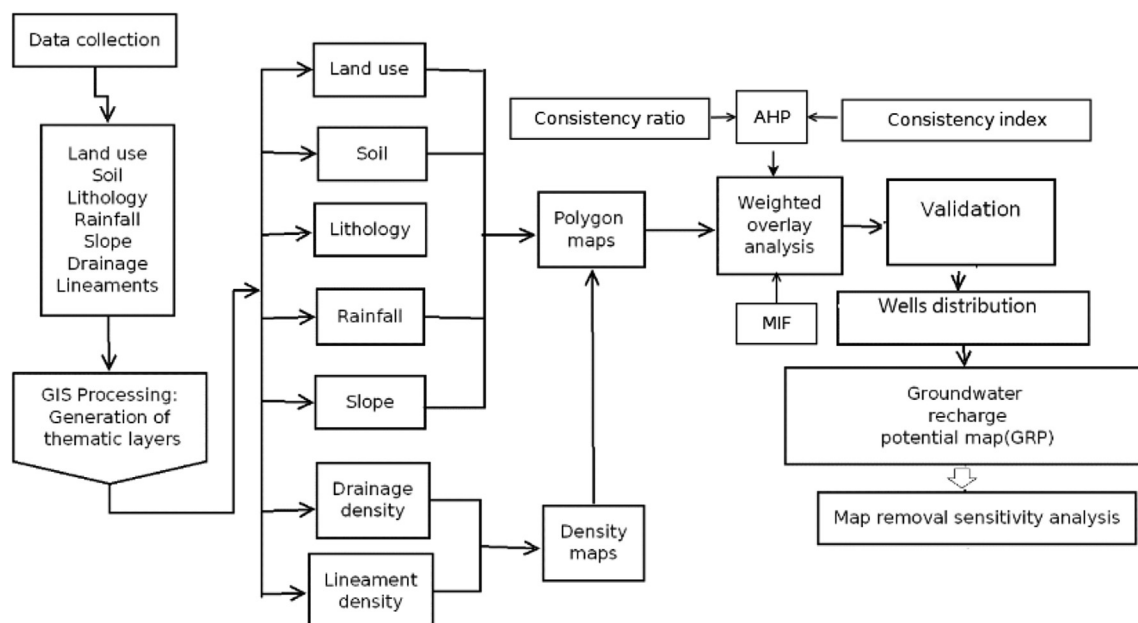 Data collection
Land use
Soil
Lithology
Rainfall
Slope
Drainage
Lineaments
GIS Processing:
Generation of
thematic layers
Land use
Soil
Lithology
Rainfall
Slope
Drainage
density
Lineament
density
Polygon
maps
Density
maps
Consistency ratio
AHP
Consistency index
Weighted
overlay
analysis
MIF
Validation
Wells distribution
Groundwater
recharge
potential map(GRP)
Map removal sensitivity analysis